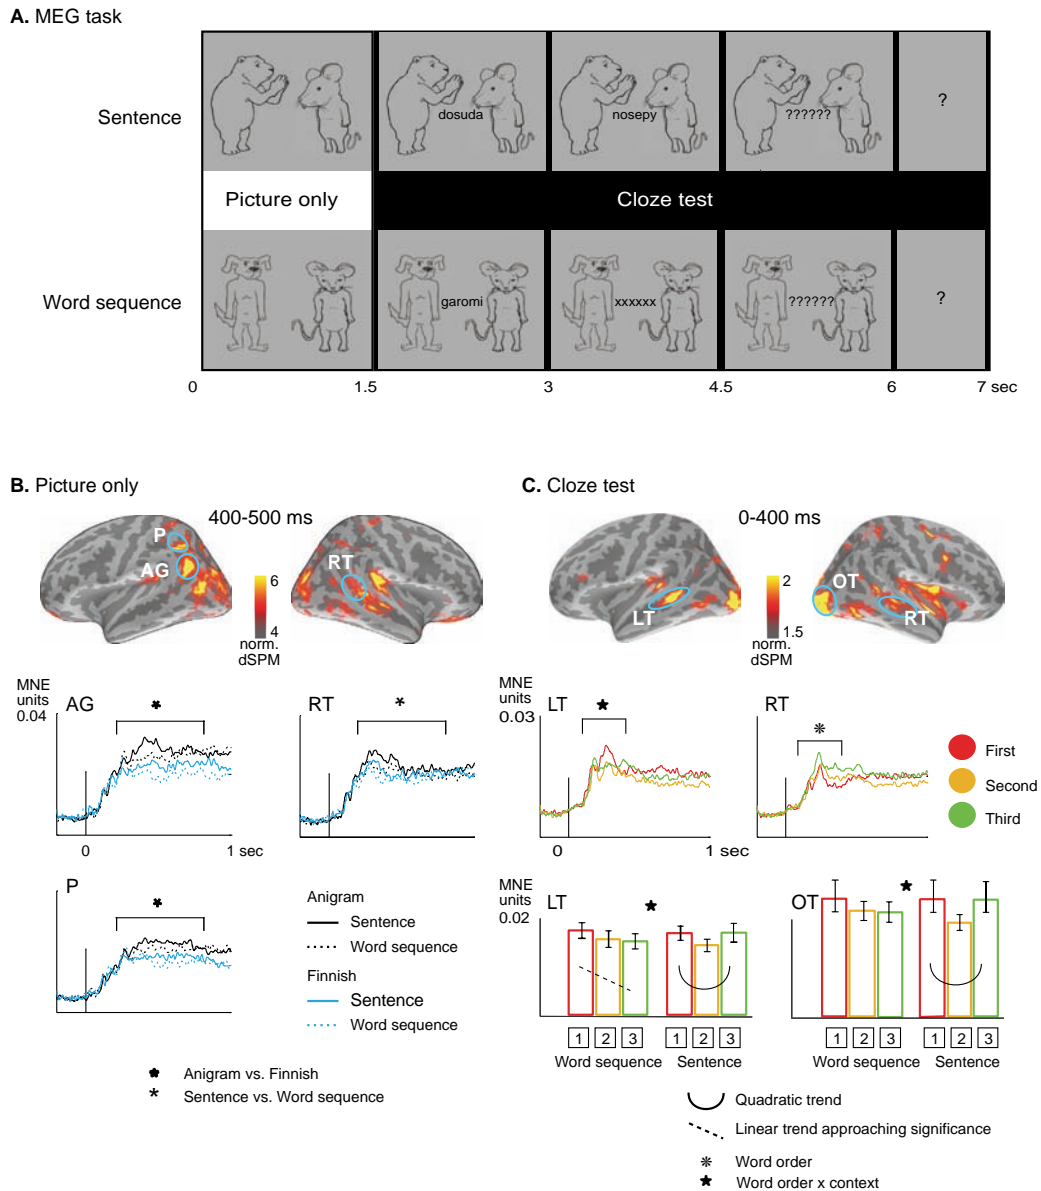 A. MEG task
Sentence
dosuda
nosepy
??????
?
Picture only
Cloze test
Word sequence
garomi
xxxxxx
??????
?
0
1.5
3
4.5
6
7 sec
B. Picture only
400-500 ms
P
AG
RT
6
4
norm.
dSPM
MNE
units
0.04
AG
*
RT
*
0
1 sec
P
*
Anigram
Sentence
Word sequence
Finnish
Sentence
Word sequence
Anigram vs. Finnish
* Sentence vs. Word sequence
C. Cloze test
0-400 ms
LT
OT
RT
2
1.5
norm.
dSPM
MNE
units
0.03
LT
★
RT
❋
First
Second
Third
0
1 sec
MNE
units
0.02
LT
★
OT
★
1 2 3 1 2 3
Word sequence Sentence
1 2 3 1 2 3
Word sequence Sentence
Quadratic trend
Linear trend approaching significance
❋ Word order
★ Word order x context